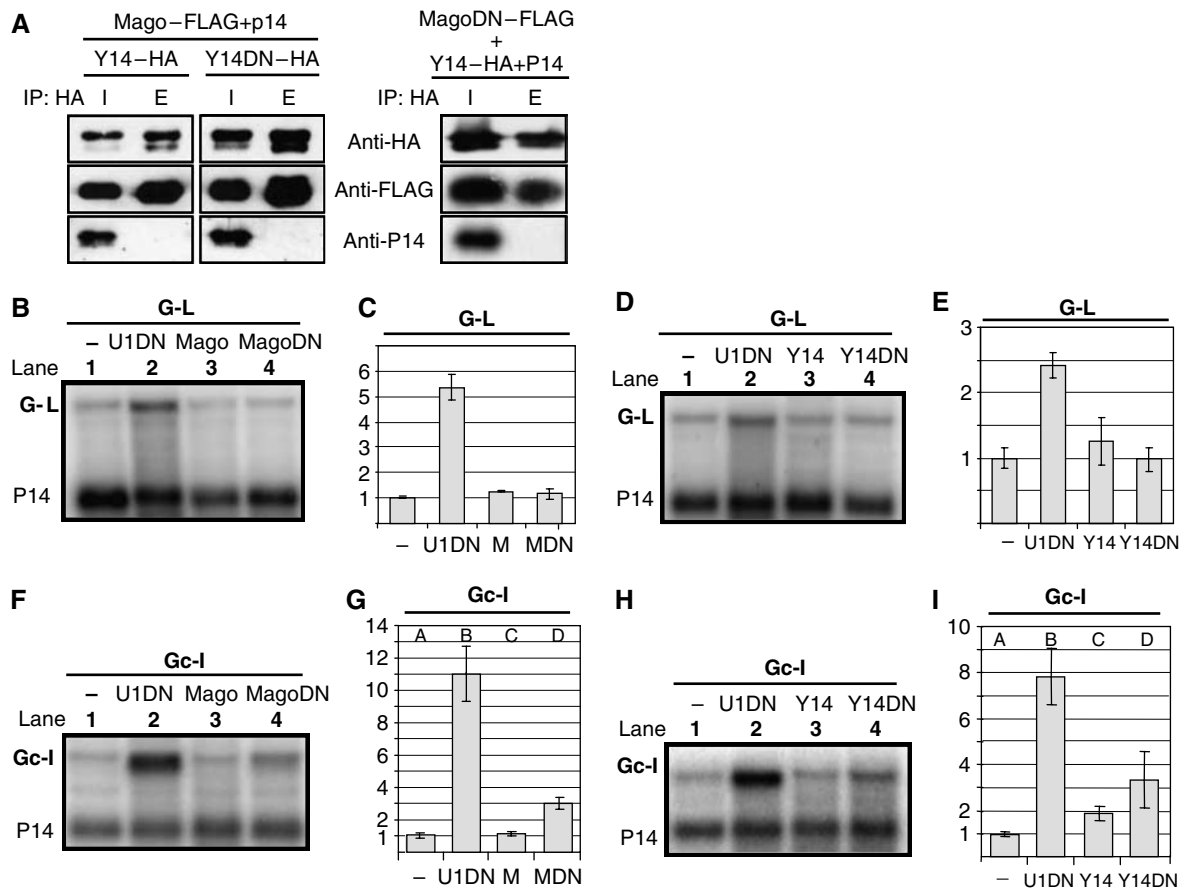 A
Mago–FLAG+p14
Y14–HA Y14DN–HA
IP: HA I E I E
MagoDN–FLAG
+
Y14–HA+P14
IP: HA I E
Anti-HA
Anti-FLAG
Anti-P14
B
G-L
– U1DN Mago MagoDN
Lane 1 2 3 4
G-L
P14
C
G-L
6
5
4
3
2
1
– U1DN M MDN
D
G-L
– U1DN Y14 Y14DN
Lane 1 2 3 4
G-L
P14
E
G-L
3
2
1
– U1DN Y14 Y14DN
F
Gc-I
– U1DN Mago MagoDN
Lane 1 2 3 4
Gc-I
P14
G
Gc-I
A B C D
14
12
10
8
6
4
2
1
– U1DN M MDN
H
Gc-I
– U1DN Y14 Y14DN
Lane 1 2 3 4
Gc-I
P14
I
Gc-I
A B C D
10
8
6
4
2
1
– U1DN Y14 Y14DN